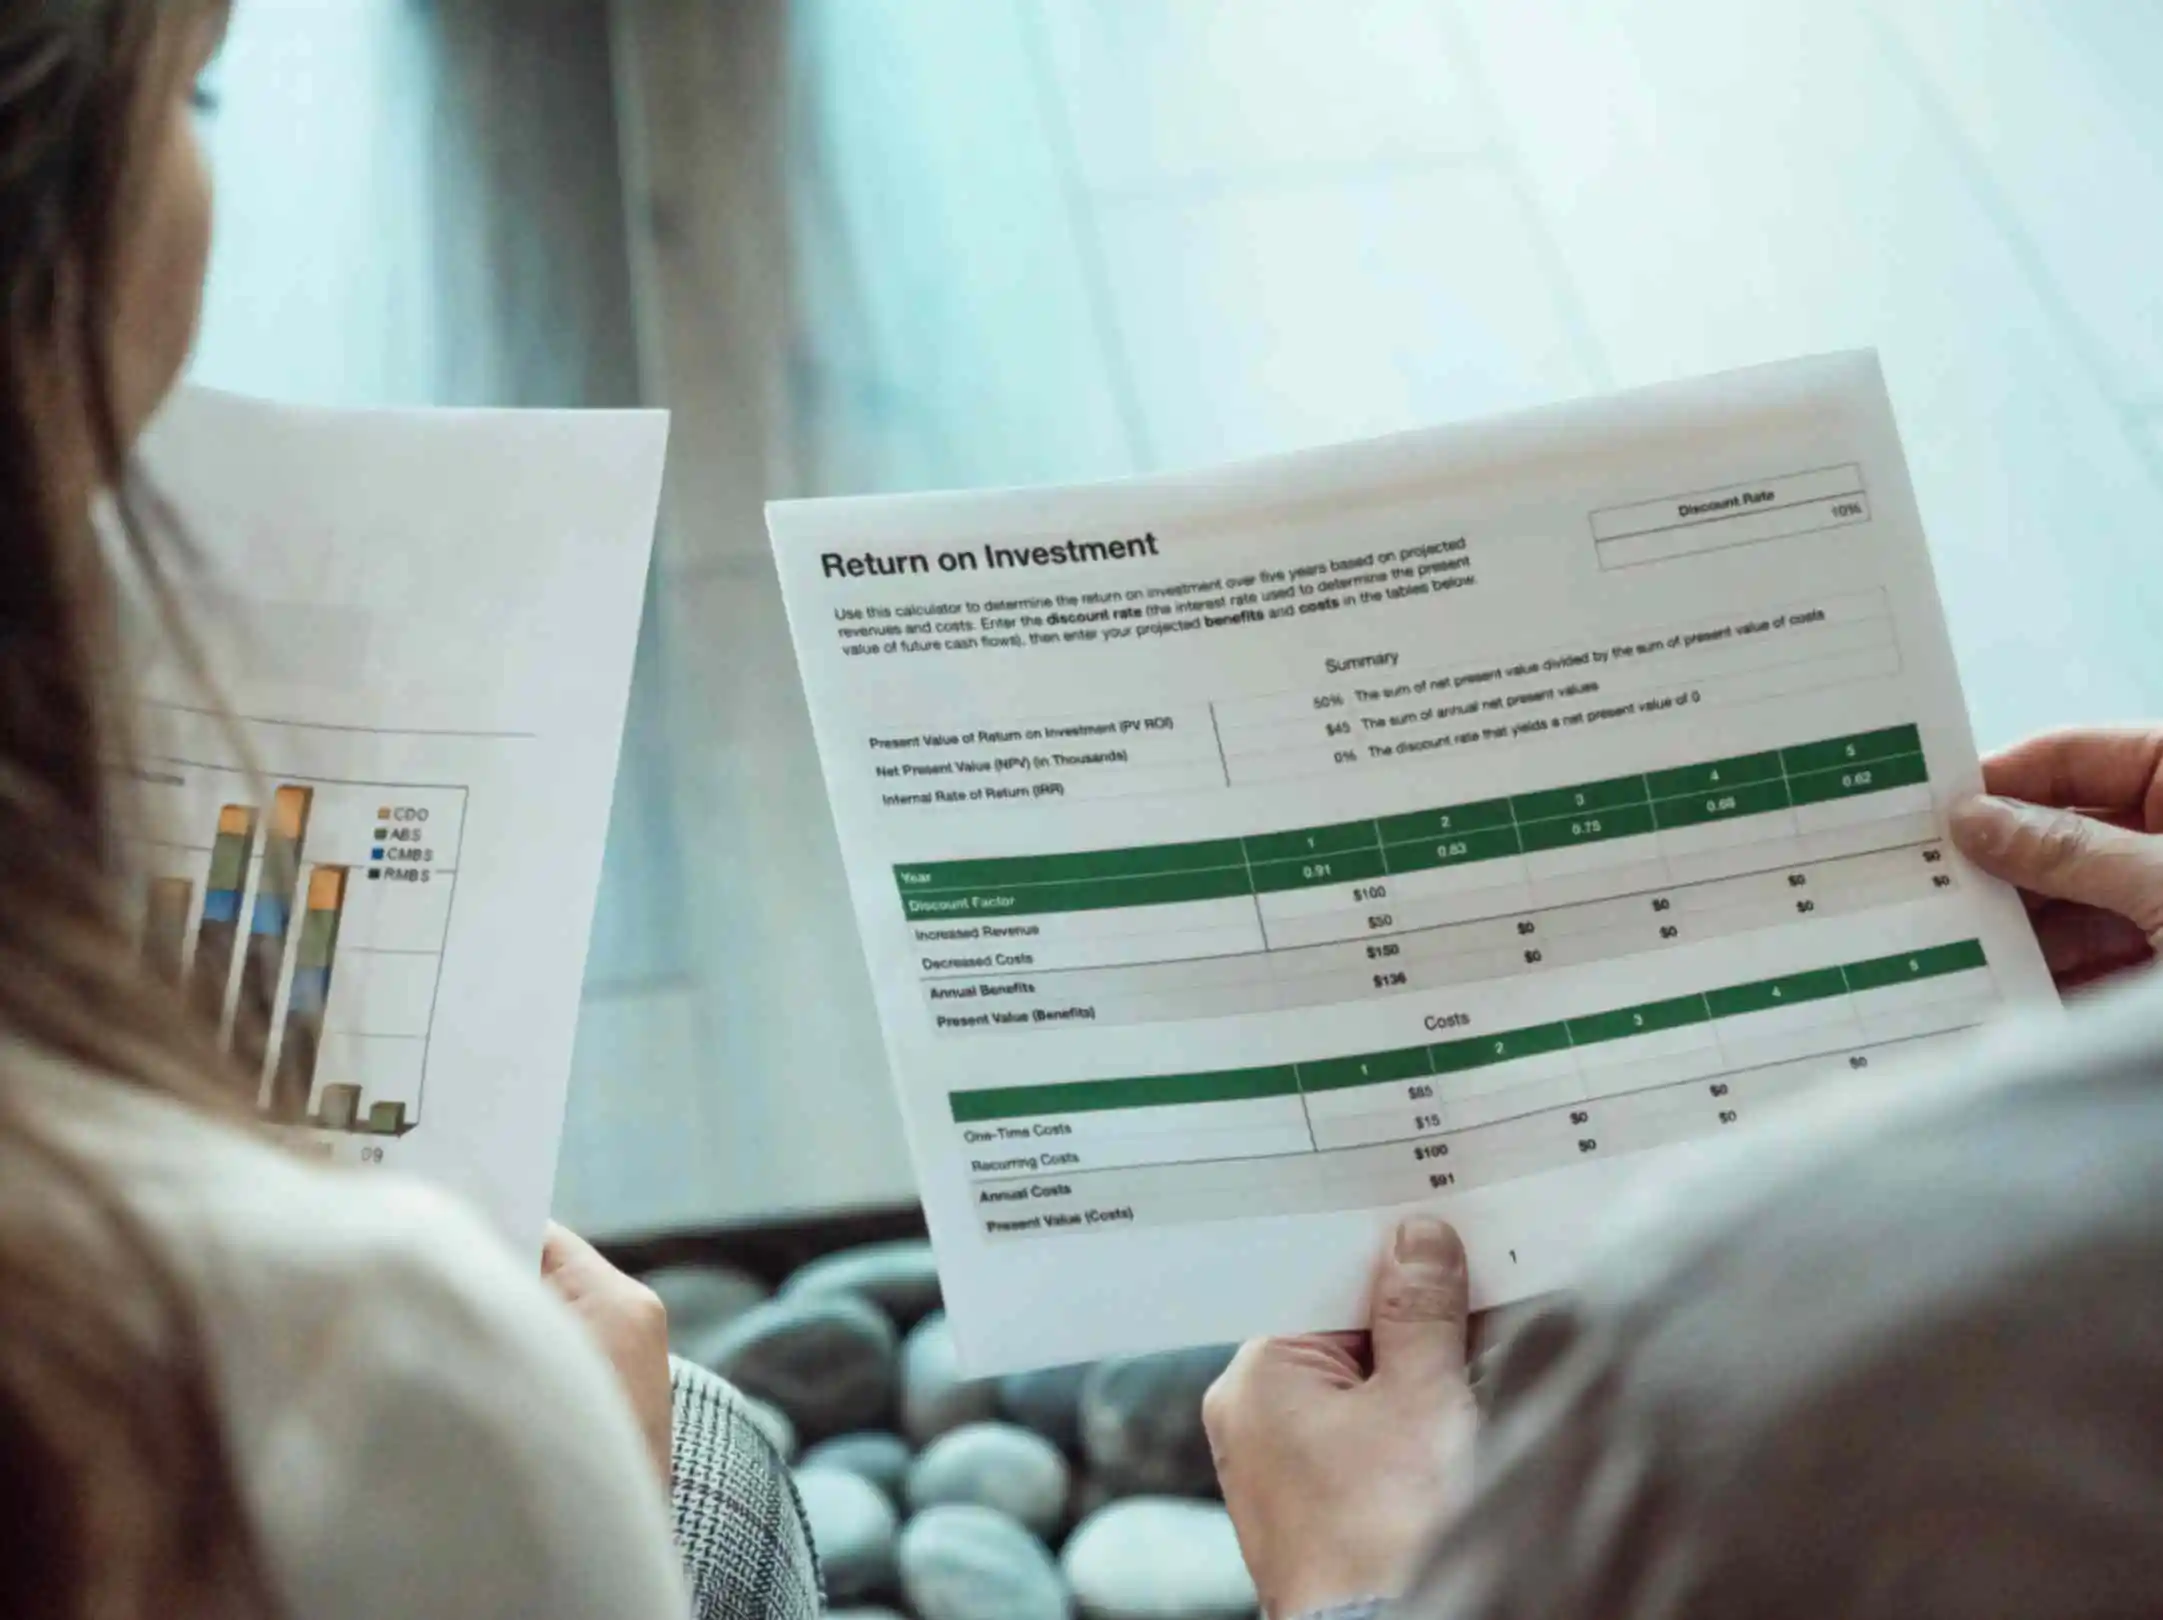 CDO
ABS
CMBS
RMBS
09
Return on Investment
Use this calculator to determine the return on investment over five years based on projected
revenues and costs. Enter the discount rate (the interest rate used to determine the present
value of future cash flows), then enter your projected benefits and costs in the tables below.
Discount Rate
10%
Summary
Present Value of Return on Investment (PV ROI) 50% The sum of net present value divided by the sum of present value of costs
Net Present Value (NPV) (in Thousands) $45 The sum of annual net present values
Internal Rate of Return (IRR) 0% The discount rate that yields a net present value of 0
Year 1 2 3 4 5
Discount Factor 0.91 0.83 0.75 0.68 0.62
Increased Revenue $100
Decreased Costs $50
Annual Benefits $150 $0 $0 $0 $0
Present Value (Benefits) $136 $0 $0 $0 $0
Costs
1 2 3 4 5
One-Time Costs $85
Recurring Costs $15
Annual Costs $100 $0 $0 $0
Present Value (Costs) $91 $0 $0
1